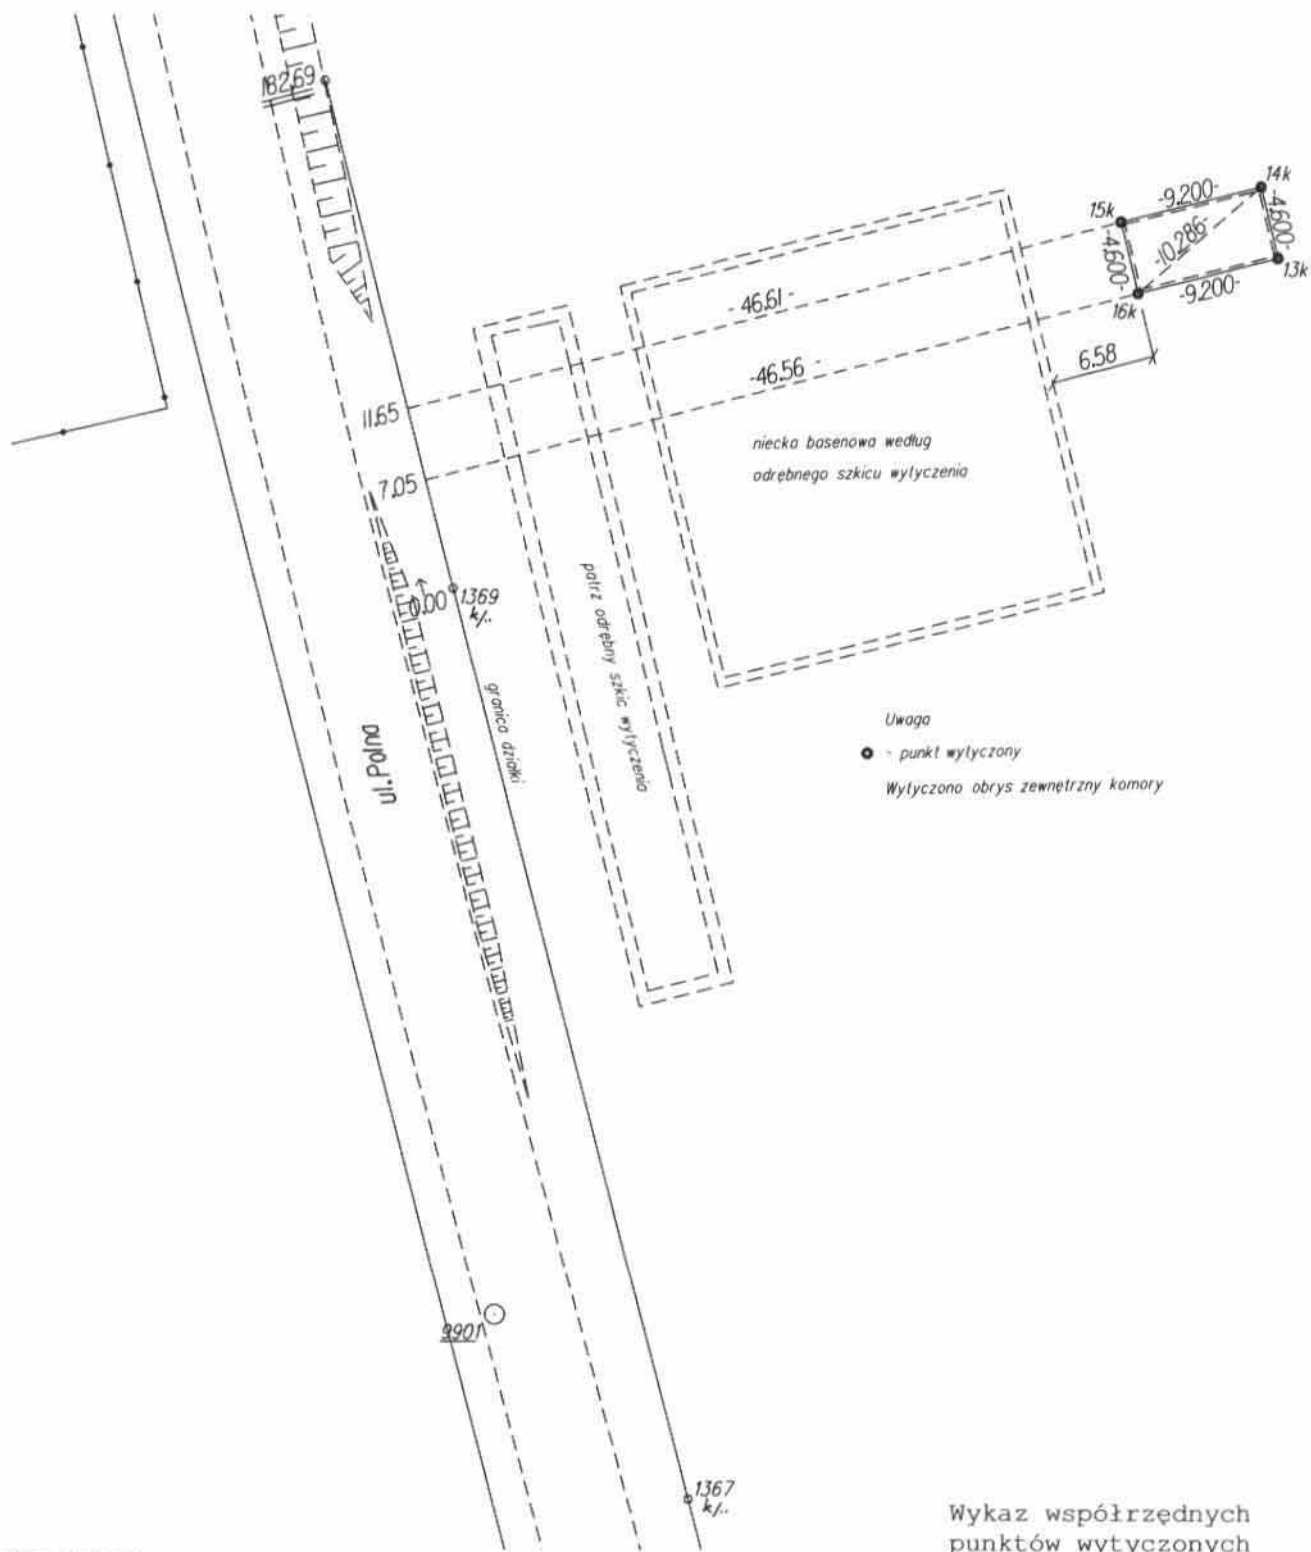 182.69
14k
-9.200-
15k
-4.600-
-10.286-
-4.600-
13k
-9.200-
16k
- 46.61 -
-46.56 -
6.58
11.65
7.05
niecka basenowa według
odrębnego szkicu wytyczenia
0.00
1369
k/..
patrz odrębny szkic wytyczenia
granica działki
ul.Polna
Uwaga
- punkt wytyczony
Wytyczono obrys zewnętrzny komory
9901
1367
k/..
Wykaz współrzędnych
punktów wytyczonych